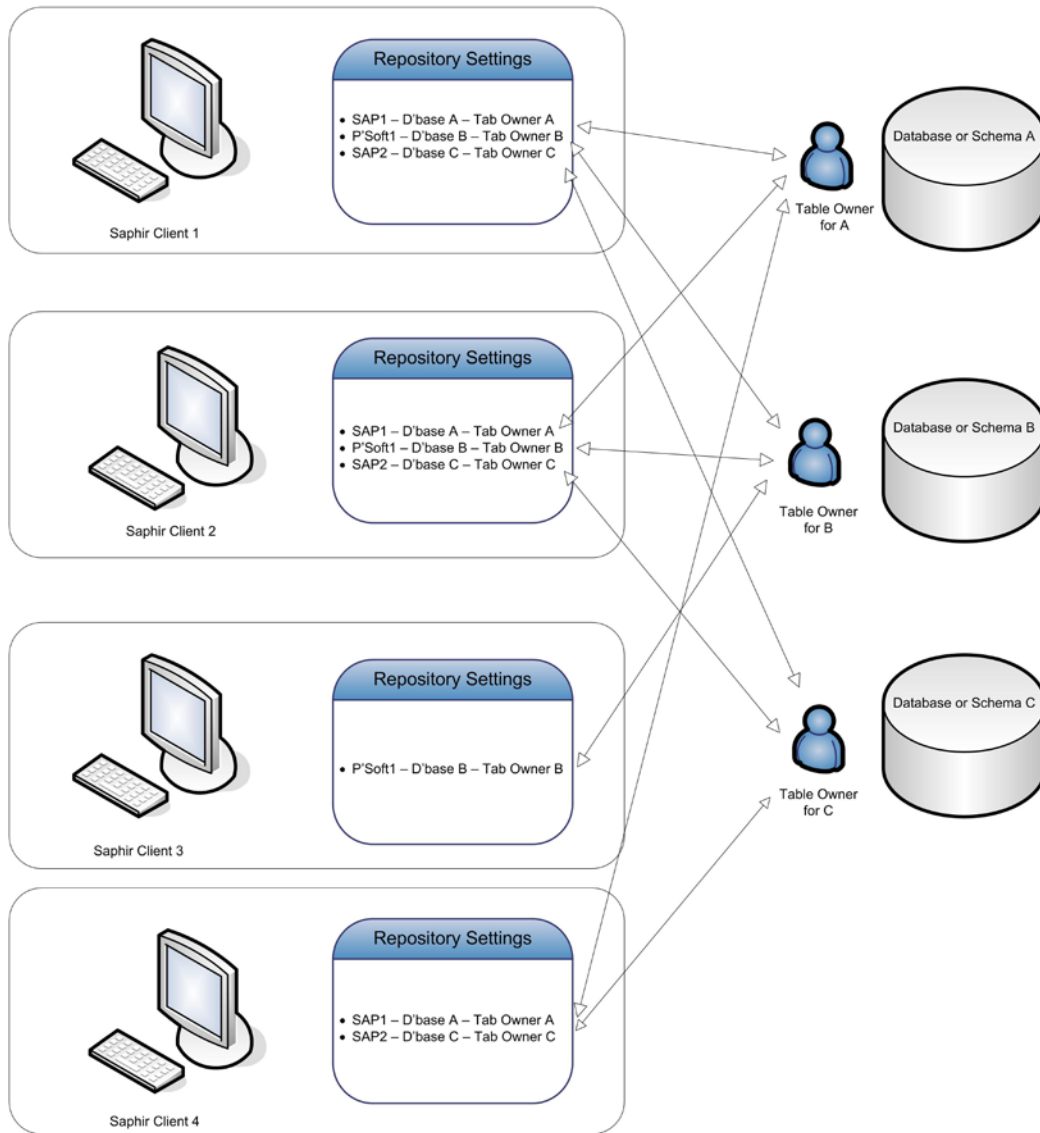 Repository Settings
• SAP1 – D'base A – Tab Owner A
• P'Soft1 – D'base B – Tab Owner B
• SAP2 – D'base C – Tab Owner C
Saphir Client 1
Table Owner
for A
Database or Schema A
Repository Settings
• SAP1 – D'base A – Tab Owner A
• P'Soft1 – D'base B – Tab Owner B
• SAP2 – D'base C – Tab Owner C
Saphir Client 2
Table Owner
for B
Database or Schema B
Repository Settings
• P'Soft1 – D'base B – Tab Owner B
Saphir Client 3
Table Owner
for C
Database or Schema C
Repository Settings
• SAP1 – D'base A – Tab Owner A
• SAP2 – D'base C – Tab Owner C
Saphir Client 4